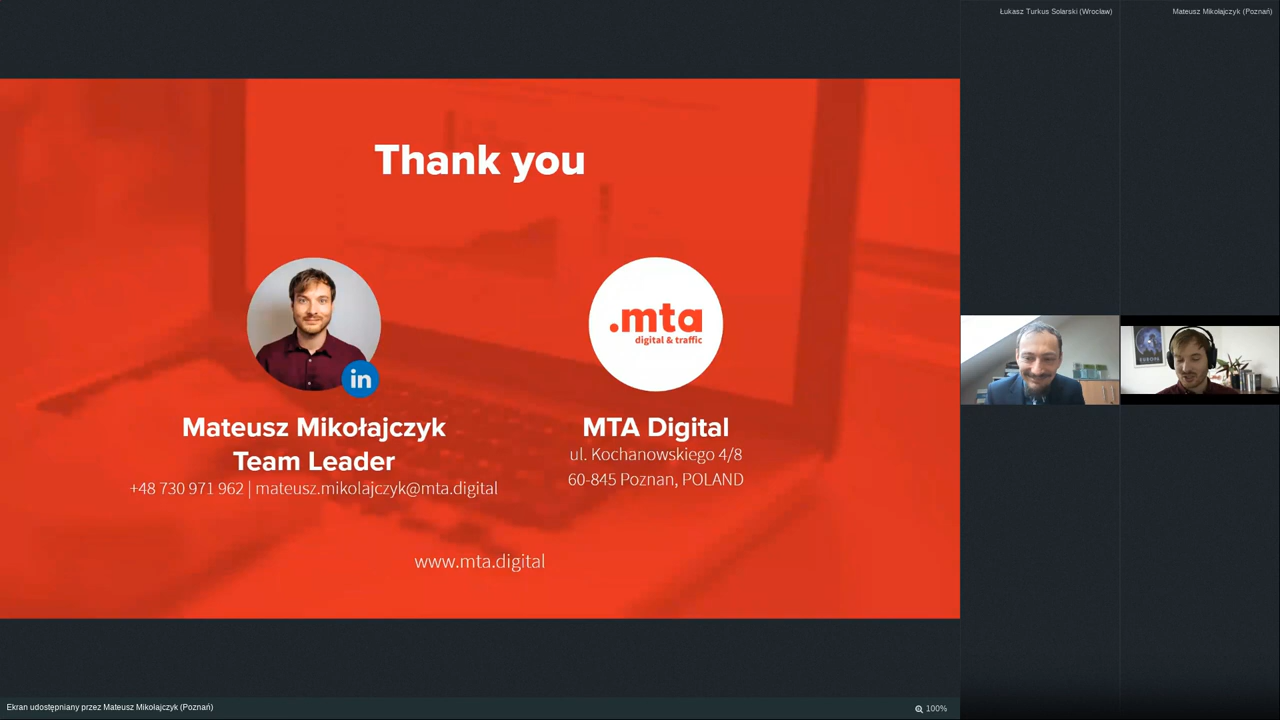 Łukasz Turkus Solarski (Wrocław)
Mateusz Mikołajczyk (Poznań)
Thank you
in
.mta
digital & traffic
Mateusz Mikołajczyk
Team Leader
+48 730 971 962 | mateusz.mikolajczyk@mta.digital
MTA Digital
ul. Kochanowskiego 4/8
60-845 Poznan, POLAND
www.mta.digital
EUROPA
Ekran udostępniany przez Mateusz Mikołajczyk (Poznań)
100%